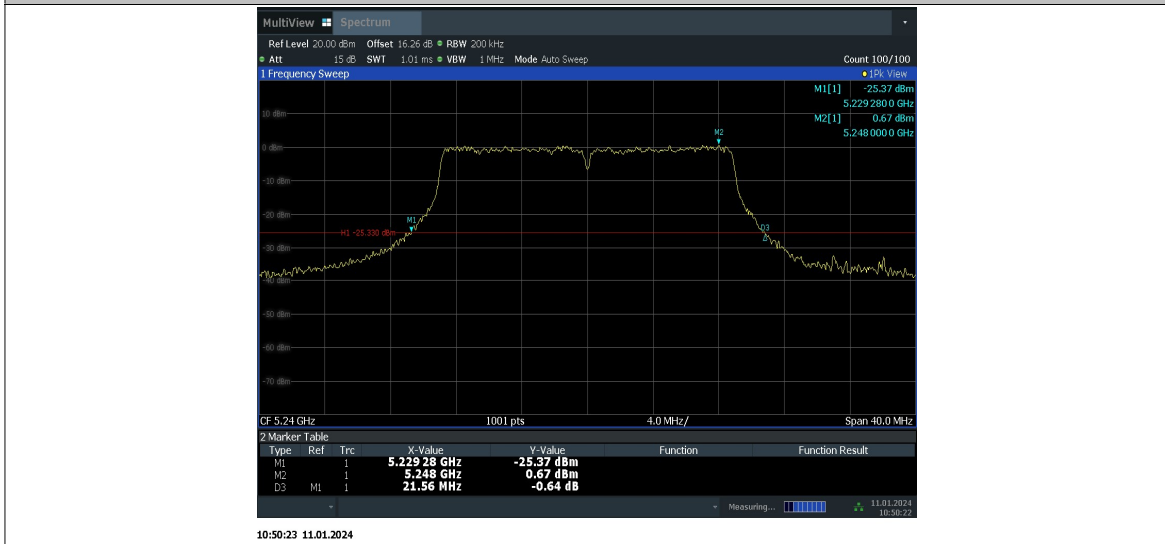 MultiView Spectrum
Ref Level 20.00 dBm Offset 16.26 dB RBW 200 kHz
Att 15 dB SWT 1.01 ms VBW 1 MHz Mode Auto Sweep Count 100/100
1 Frequency Sweep 1Pk View
M1[1] -25.37 dBm
5.229 280 0 GHz
10 dBm
M2[1] 0.67 dBm
5.248 000 0 GHz
M2
0 dBm
-10 dBm
-20 dBm
M1
D3
H1 -25.330 dBm
-30 dBm
-40 dBm
-50 dBm
-60 dBm
-70 dBm
CF 5.24 GHz 1001 pts 4.0 MHz/ Span 40.0 MHz
2 Marker Table
Type Ref Trc X-Value Y-Value Function Function Result
M1 1 5.229 28 GHz -25.37 dBm
M2 1 5.248 GHz 0.67 dBm
D3 M1 1 21.56 MHz -0.64 dB
Measuring... 11.01.2024
10:50:22
10:50:23 11.01.2024